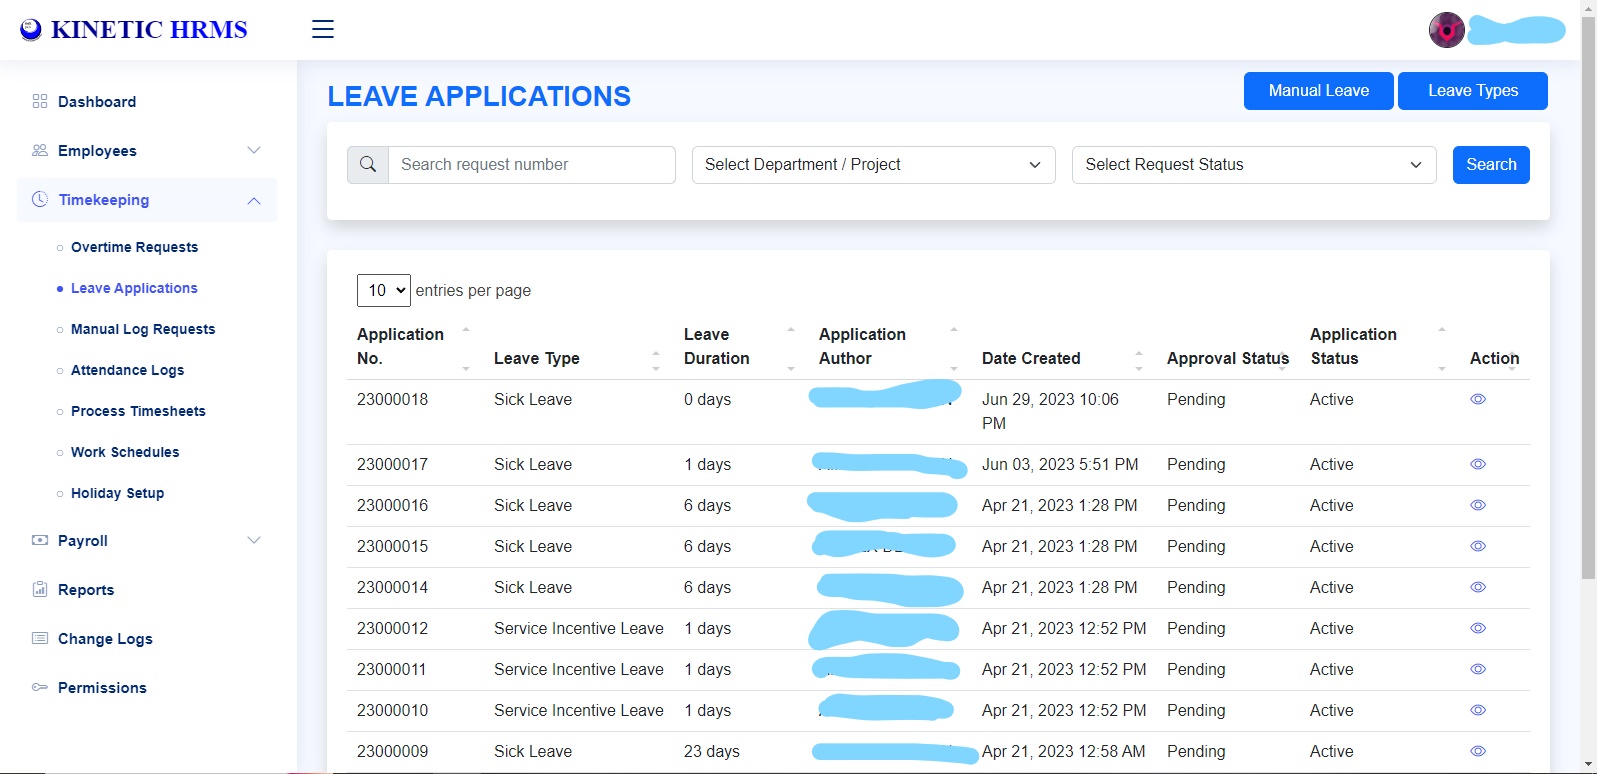 KINETIC HRMS
Dashboard
Employees
Timekeeping
Overtime Requests
Leave Applications
Manual Log Requests
Attendance Logs
Process Timesheets
Work Schedules
Holiday Setup
Payroll
Reports
Change Logs
Permissions
LEAVE APPLICATIONS
Manual Leave Leave Types
Search request number Select Department / Project Select Request Status Search
10 entries per page
Application No. Leave Type Leave Duration Application Author Date Created Approval Status Application Status Action
23000018 Sick Leave 0 days Jun 29, 2023 10:06 PM Pending Active
23000017 Sick Leave 1 days Jun 03, 2023 5:51 PM Pending Active
23000016 Sick Leave 6 days Apr 21, 2023 1:28 PM Pending Active
23000015 Sick Leave 6 days Apr 21, 2023 1:28 PM Pending Active
23000014 Sick Leave 6 days Apr 21, 2023 1:28 PM Pending Active
23000012 Service Incentive Leave 1 days Apr 21, 2023 12:52 PM Pending Active
23000011 Service Incentive Leave 1 days Apr 21, 2023 12:52 PM Pending Active
23000010 Service Incentive Leave 1 days Apr 21, 2023 12:52 PM Pending Active
23000009 Sick Leave 23 days Apr 21, 2023 12:58 AM Pending Active